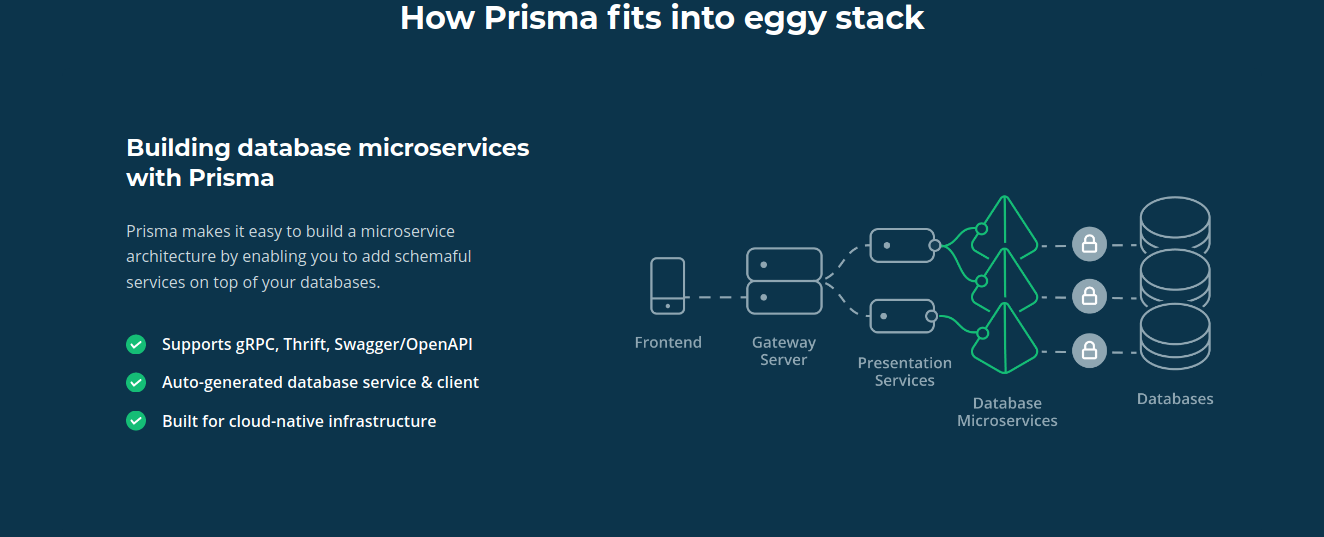 How Prisma fits into eggy stack
Building database microservices
with Prisma
Prisma makes it easy to build a microservice
architecture by enabling you to add schemaful
services on top of your databases.
Supports gRPC, Thrift, Swagger/OpenAPI
Auto-generated database service & client
Built for cloud-native infrastructure
Frontend
Gateway
Server
Presentation
Services
Database
Microservices
Databases